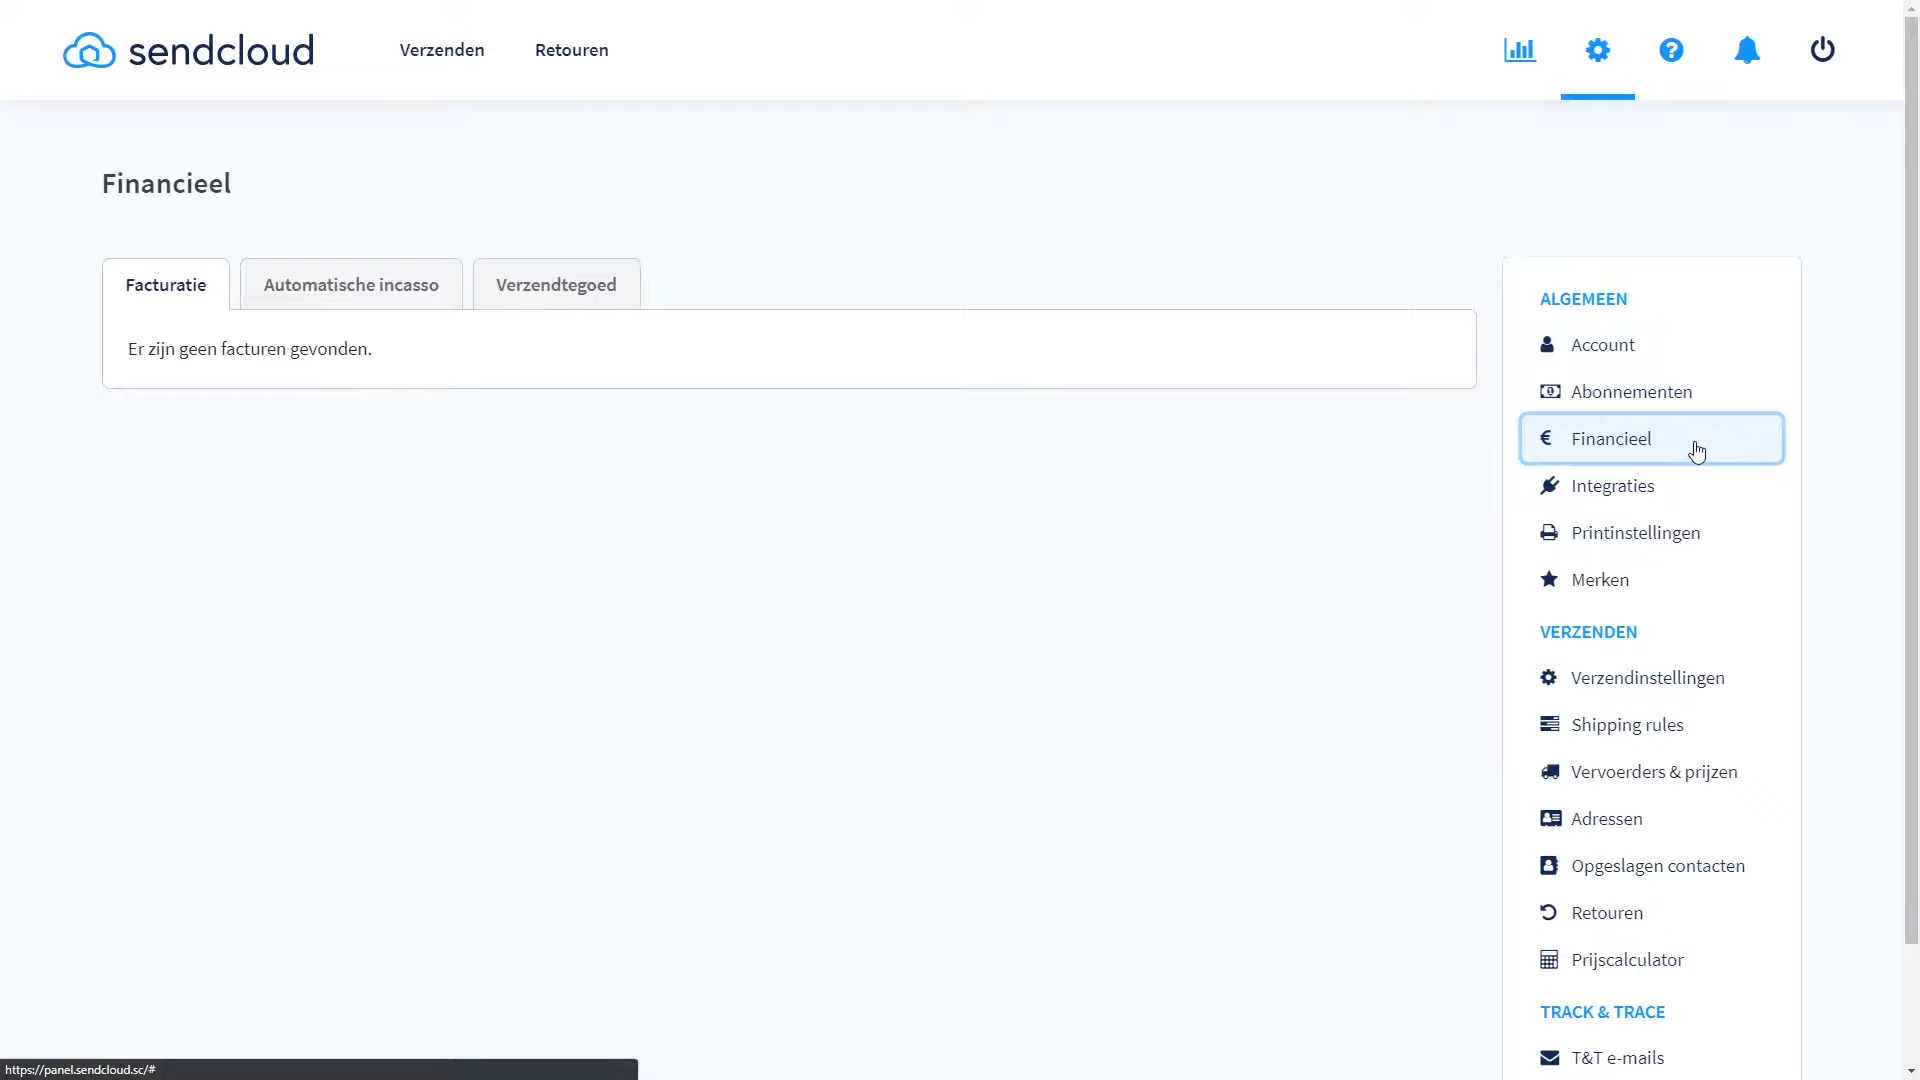 sendcloud
Verzenden
Retouren
Financieel
Facturatie
Automatische incasso
Verzendtegoed
Er zijn geen facturen gevonden.
ALGEMEEN
Account
Abonnementen
€ Financieel
Integraties
Printinstellingen
Merken
VERZENDEN
Verzendinstellingen
Shipping rules
Vervoerders & prijzen
Adressen
Opgeslagen contacten
Retouren
Prijscalculator
TRACK & TRACE
T&T e-mails
https://panel.sendcloud.sc/#